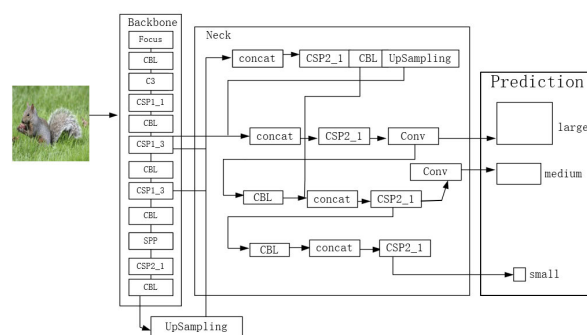 Backbone
Focus
CBL
C3
CSP1_1
CBL
CSP1_3
CBL
CSP1_3
CBL
SPP
CSP2_1
CBL
UpSampling
Neck
concat
CSP2_1
CBL
UpSampling
concat
CSP2_1
Conv
Conv
CBL
concat
CSP2_1
CBL
concat
CSP2_1
Prediction
large
medium
small